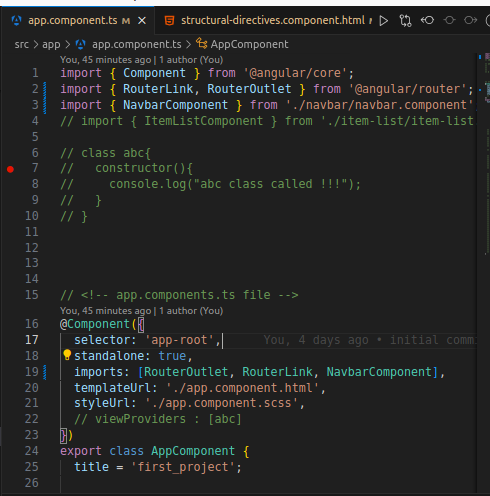 app.component.ts M structural-directives.component.html M
src > app > app.component.ts > AppComponent
You, 45 minutes ago | 1 author (You)
1 import { Component } from '@angular/core';
2 import { RouterLink, RouterOutlet } from '@angular/router';
3 import { NavbarComponent } from './navbar/navbar.component'
4 // import { ItemListComponent } from './item-list/item-list
5
6 // class abc{
7 //   constructor(){
8 //     console.log("abc class called !!!");
9 //   }
10 // }
11
12
13
14
15 // <!-- app.components.ts file -->
You, 45 minutes ago | 1 author (You)
16 @Component({
17   selector: 'app-root', You, 4 days ago • initial comm
18   standalone: true,
19   imports: [RouterOutlet, RouterLink, NavbarComponent],
20   templateUrl: './app.component.html',
21   styleUrl: './app.component.scss',
22   // viewProviders : [abc]
23 })
24 export class AppComponent {
25   title = 'first_project';
26